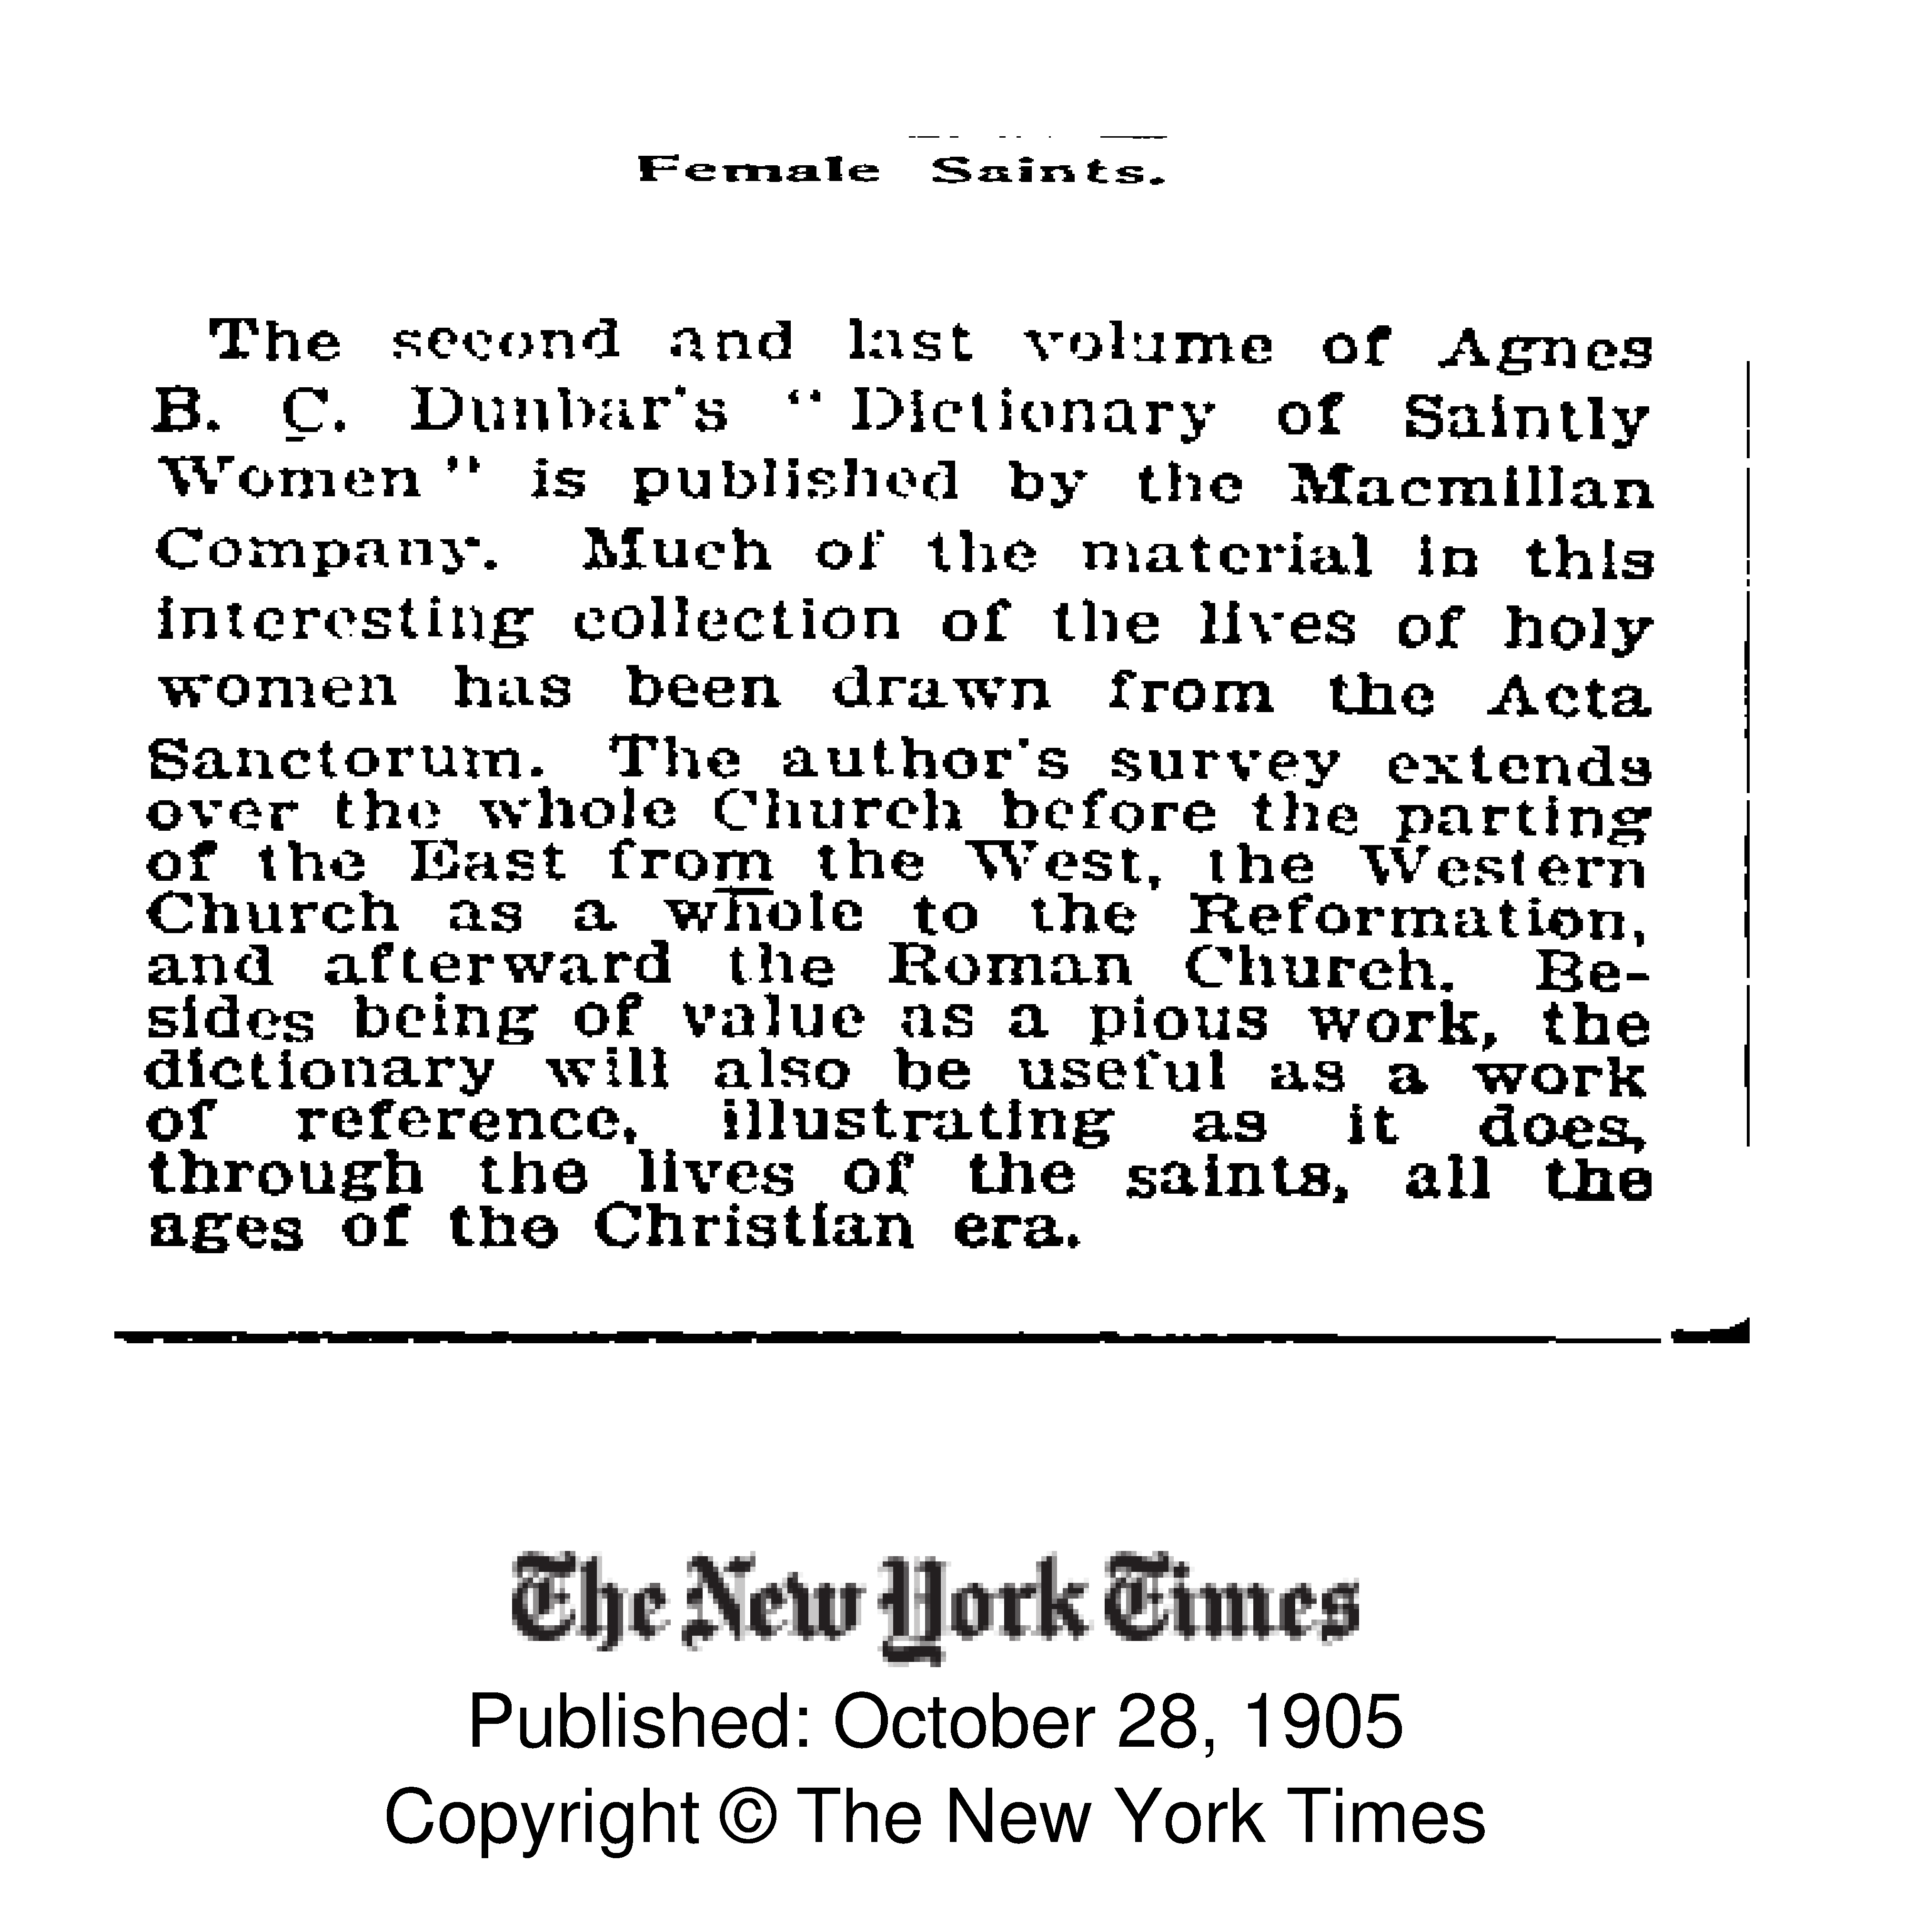 Female Saints.
The second and last volume of Agnes
B. C. Dunbar's " Dictionary of Saintly
Women " is published by the Macmillan
Company. Much of the material in this
interesting collection of the lives of holy
women has been drawn from the Acta
Sanctorum. The author's survey extends
over the whole Church before the parting
of the East from the West, the Western
Church as a whole to the Reformation,
and afterward the Roman Church. Be-
sides being of value as a pious work, the
dictionary will also be useful as a work
of reference, illustrating as it does,
through the lives of the saints, all the
ages of the Christian era.
The New York Times
Published: October 28, 1905
Copyright © The New York Times